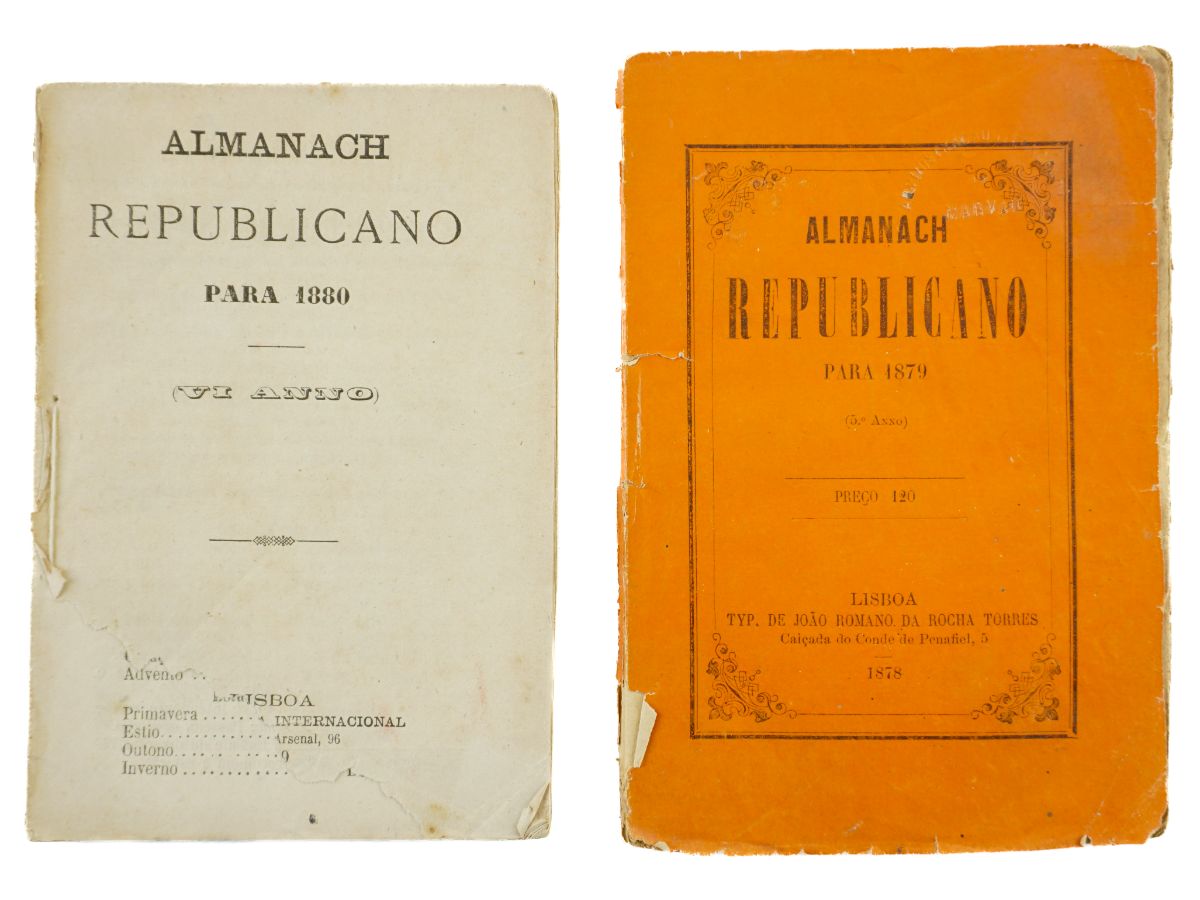 ALMANACH
REPUBLICANO
PARA 1880
(VI ANNO)
Advento ..
LISBOA
Primavera . . . . . . .
INTERNACIONAL
Estio. . . . . . . . . . . . .
Arsenal, 96
Outono. . . . . . . . . . . .
9
Inverno . . . . . . . . . . . .
ALMANACH
REPUBLICANO
PARA 1879
(5.º ANNO)
PREÇO 120
LISBOA
TYP. DE JOÃO ROMANO DA ROCHA TORRES
Calçada do Conde de Penafiel, 5
1878